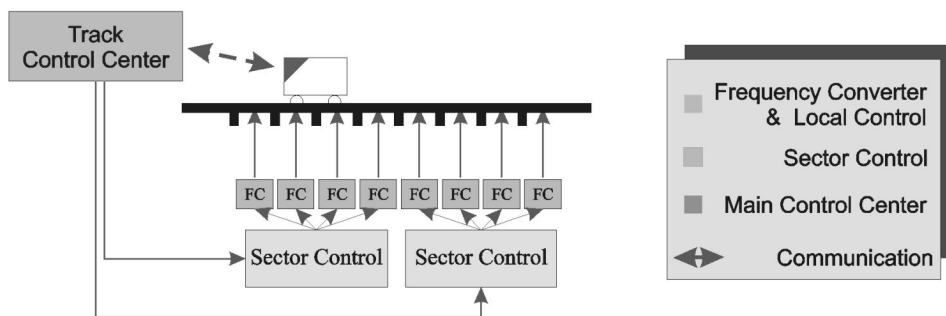 Track
Control Center
FC FC FC FC FC FC FC FC
Sector Control Sector Control
Frequency Converter
& Local Control
Sector Control
Main Control Center
Communication